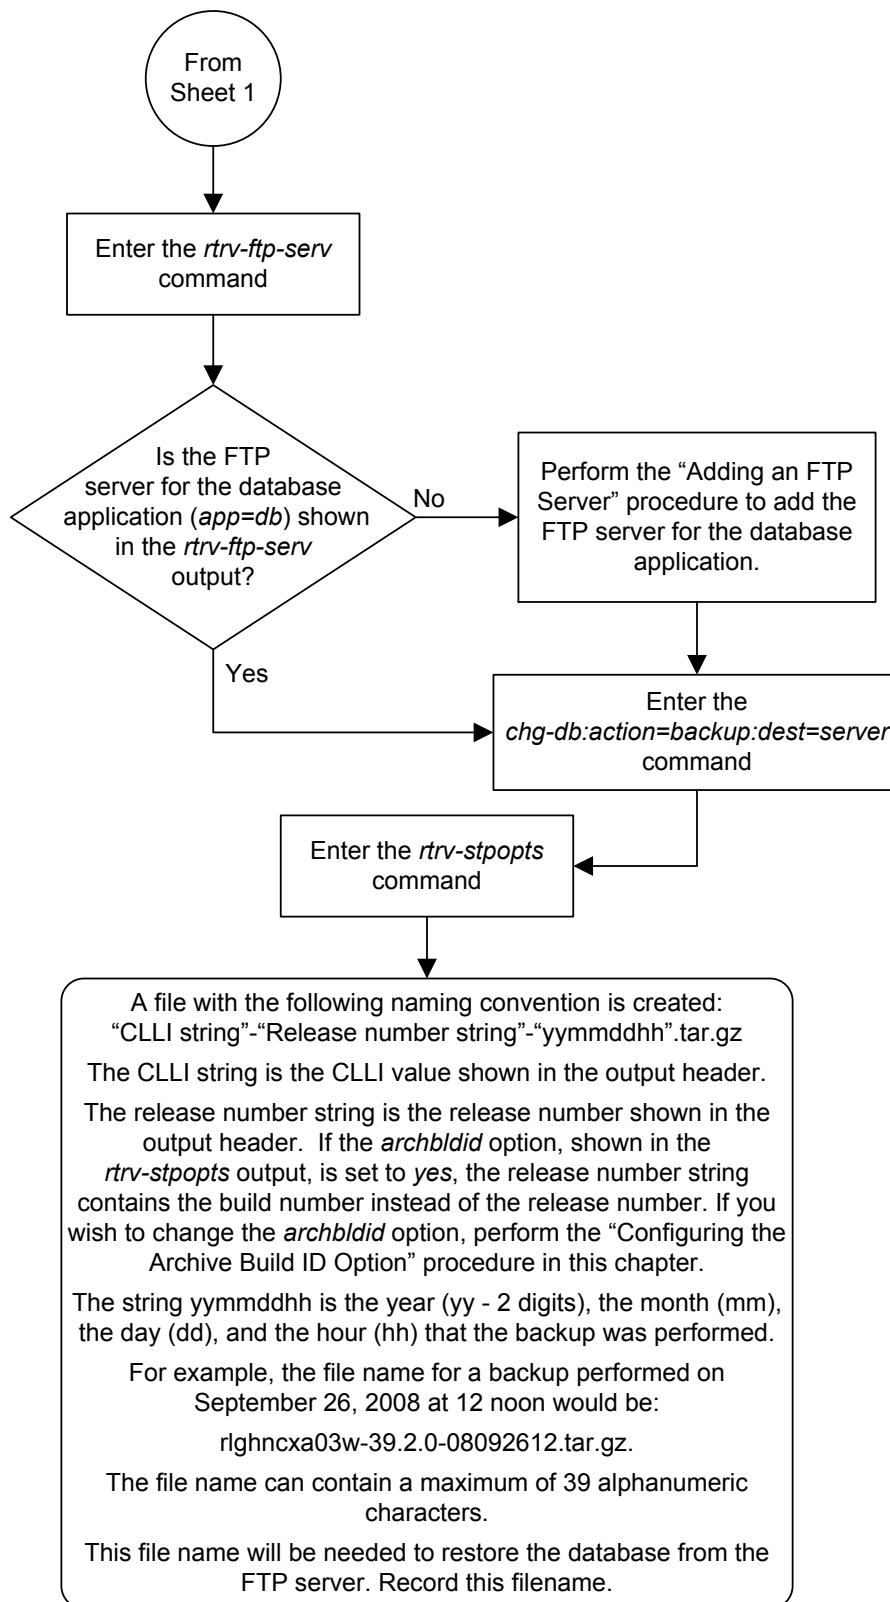 From
Sheet 1
Enter the rtrv-ftp-serv
command
Is the FTP
server for the database
application (app=db) shown
in the rtrv-ftp-serv
output?
No
Perform the “Adding an FTP
Server” procedure to add the
FTP server for the database
application.
Yes
Enter the
chg-db:action=backup:dest=server
command
Enter the rtrv-stpopts
command
A file with the following naming convention is created:
“CLLI string”-“Release number string”-“yymmddhh”.tar.gz
The CLLI string is the CLLI value shown in the output header.
The release number string is the release number shown in the
output header.  If the archbldid option, shown in the
rtrv-stpopts output, is set to yes, the release number string
contains the build number instead of the release number. If you
wish to change the archbldid option, perform the “Configuring the
Archive Build ID Option” procedure in this chapter.
The string yymmddhh is the year (yy - 2 digits), the month (mm),
the day (dd), and the hour (hh) that the backup was performed.
For example, the file name for a backup performed on
September 26, 2008 at 12 noon would be:
rlghncxa03w-39.2.0-08092612.tar.gz.
The file name can contain a maximum of 39 alphanumeric
characters.
This file name will be needed to restore the database from the
FTP server. Record this filename.